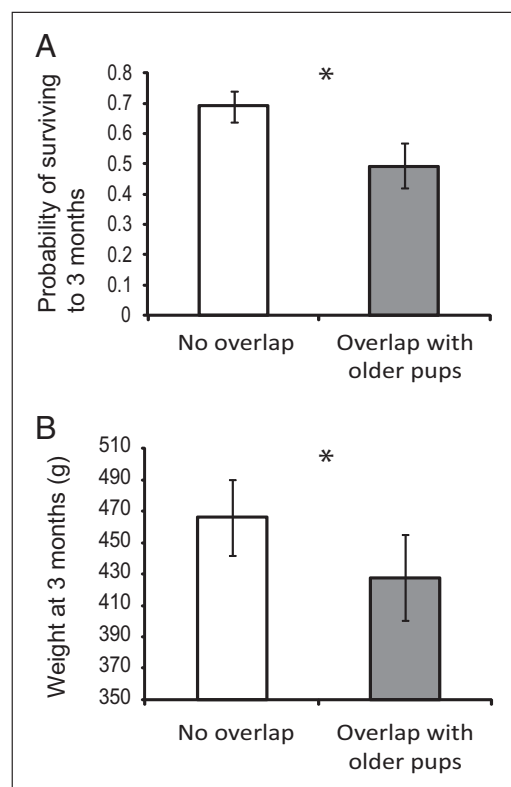 A
Probability of surviving
to 3 months
0.8
0.7
0.6
0.5
0.4
0.3
0.2
0.1
0
*
No overlap
Overlap with
older pups
B
Weight at 3 months (g)
510
490
470
450
430
410
390
370
350
*
No overlap
Overlap with
older pups